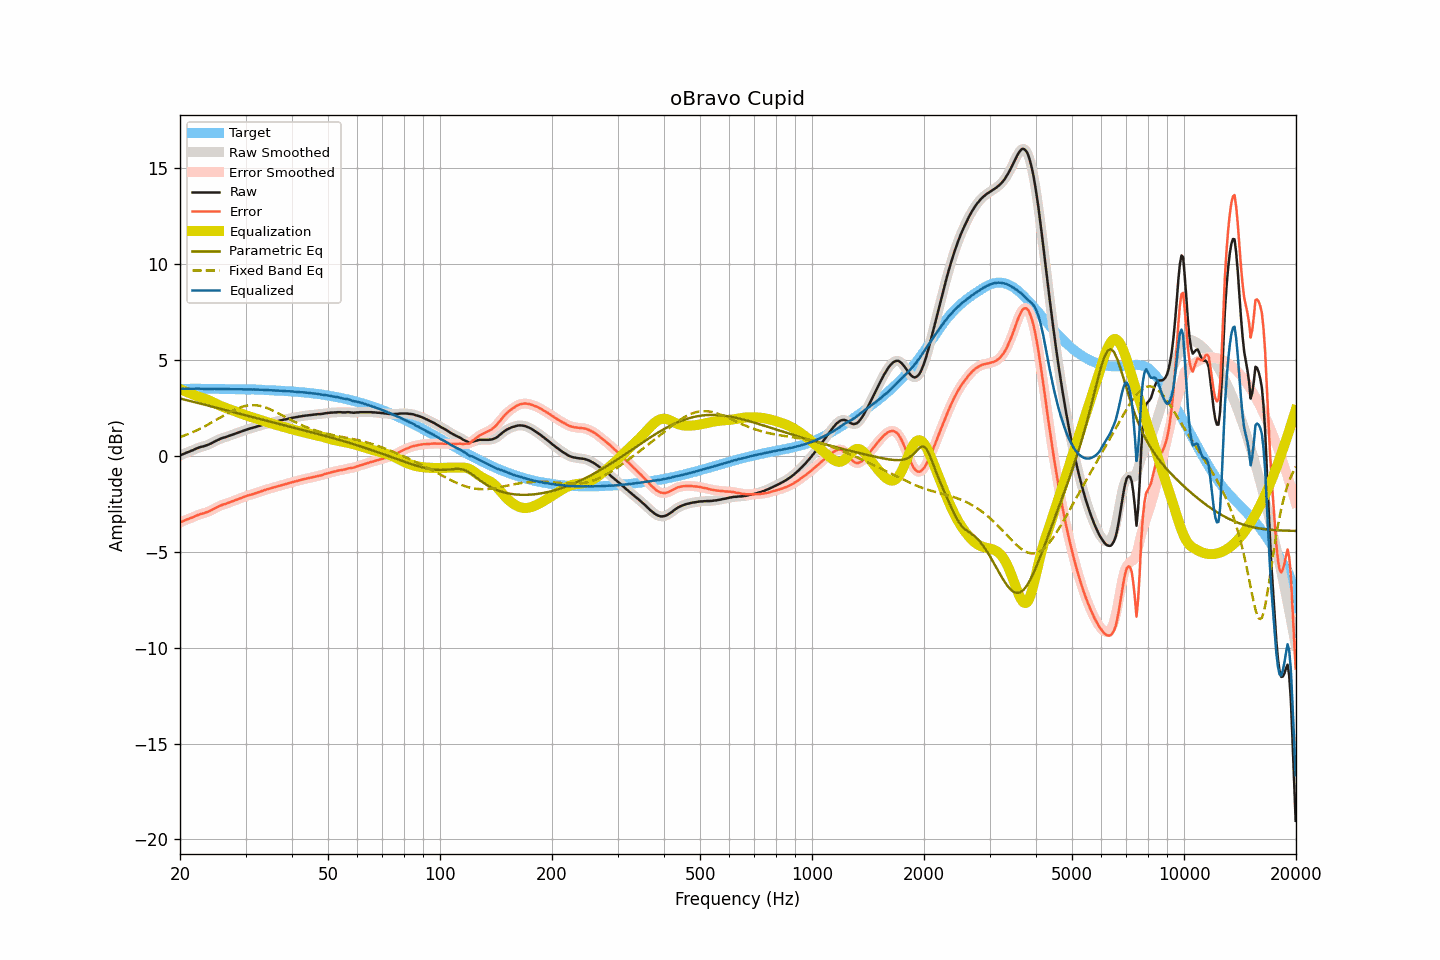 oBravo Cupid
Target
Raw Smoothed
Error Smoothed
Raw
Error
Equalization
Parametric Eq
Fixed Band Eq
Equalized
15
10
5
0
−5
−10
−15
−20
Amplitude (dBr)
20 50 100 200 500 1000 2000 5000 10000 20000
Frequency (Hz)